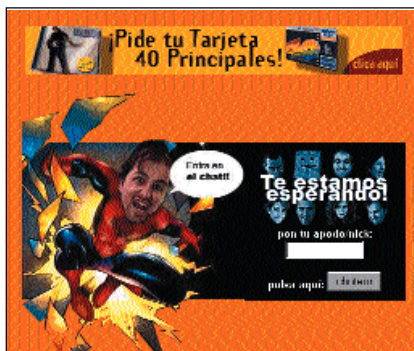 ¡Pide tu Tarjeta
40 Principales!
clica aquí
Entra en
el chat!!
Te estamos
esperando!
pon tu apodo/nick:
pulsa aquí: